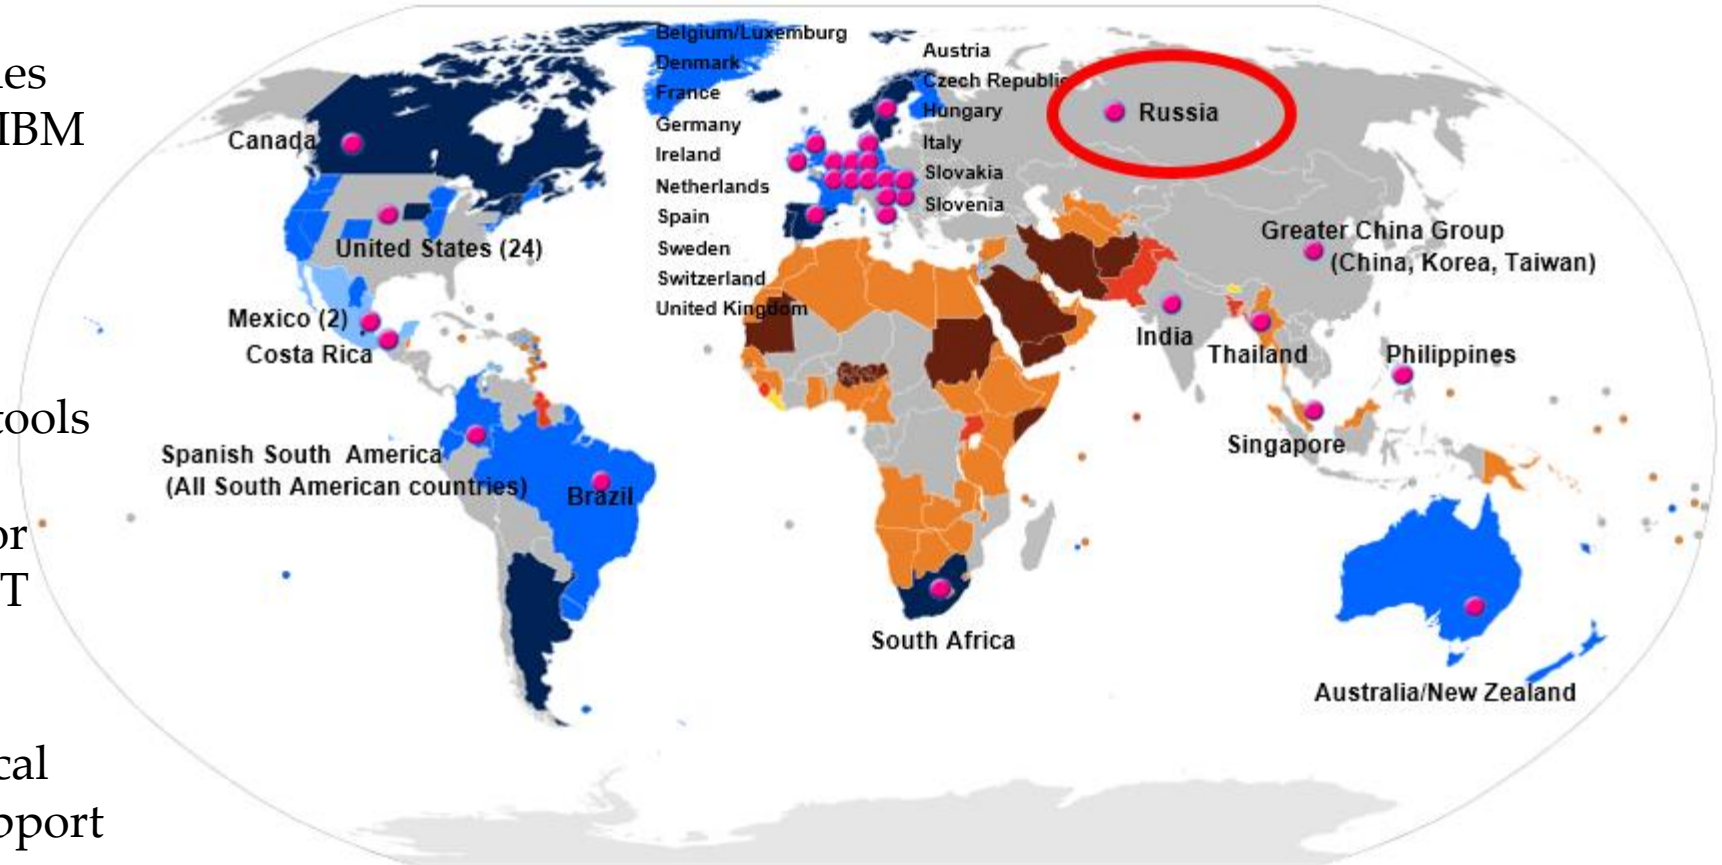 les
IBM
tools
or
T
cal
pport
Canada
United States (24)
Mexico (2)
Costa Rica
Spanish South America
(All South American countries)
Brazil
Belgium/Luxemburg
Denmark
France
Germany
Ireland
Netherlands
Spain
Sweden
Switzerland
United Kingdom
Austria
Czech Republic
Hungary
Italy
Slovakia
Slovenia
Russia
Greater China Group
(China, Korea, Taiwan)
India
Thailand
Philippines
Singapore
South Africa
Australia/New Zealand